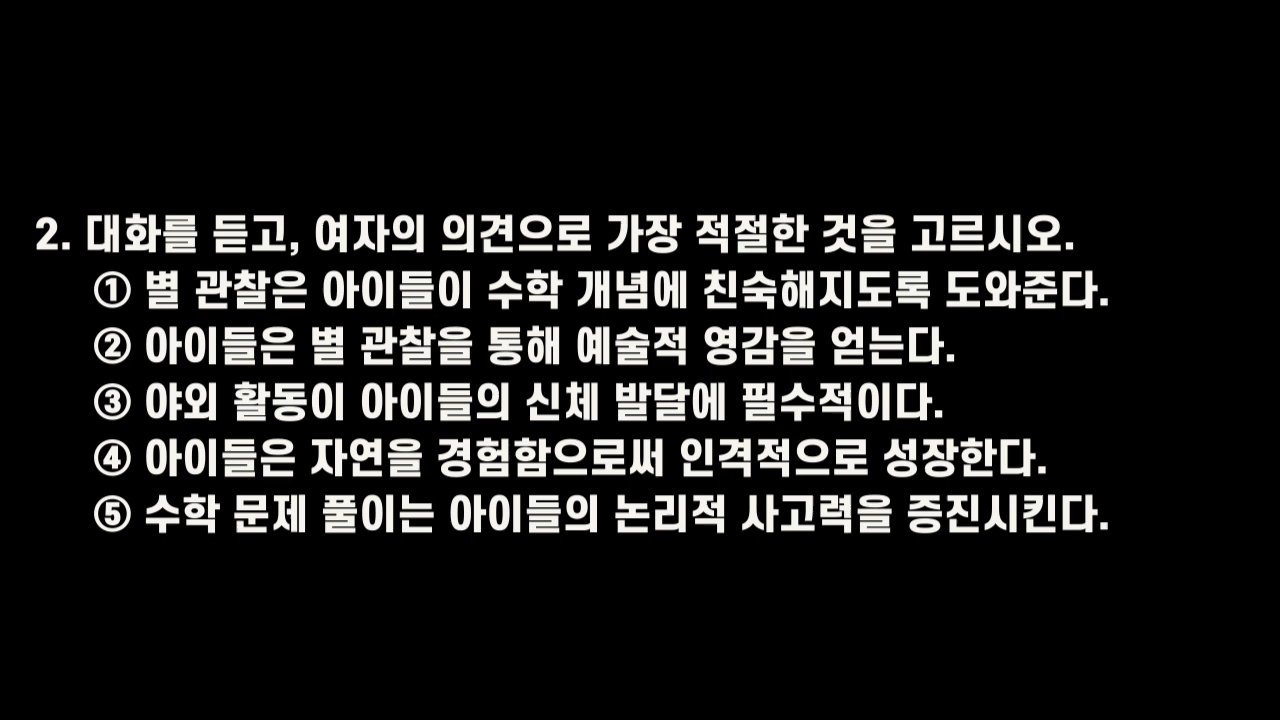 2. 대화를 듣고, 여자의 의견으로 가장 적절한 것을 고르시오.
① 별 관찰은 아이들이 수학 개념에 친숙해지도록 도와준다.
② 아이들은 별 관찰을 통해 예술적 영감을 얻는다.
③ 야외 활동이 아이들의 신체 발달에 필수적이다.
④ 아이들은 자연을 경험함으로써 인격적으로 성장한다.
⑤ 수학 문제 풀이는 아이들의 논리적 사고력을 증진시킨다.